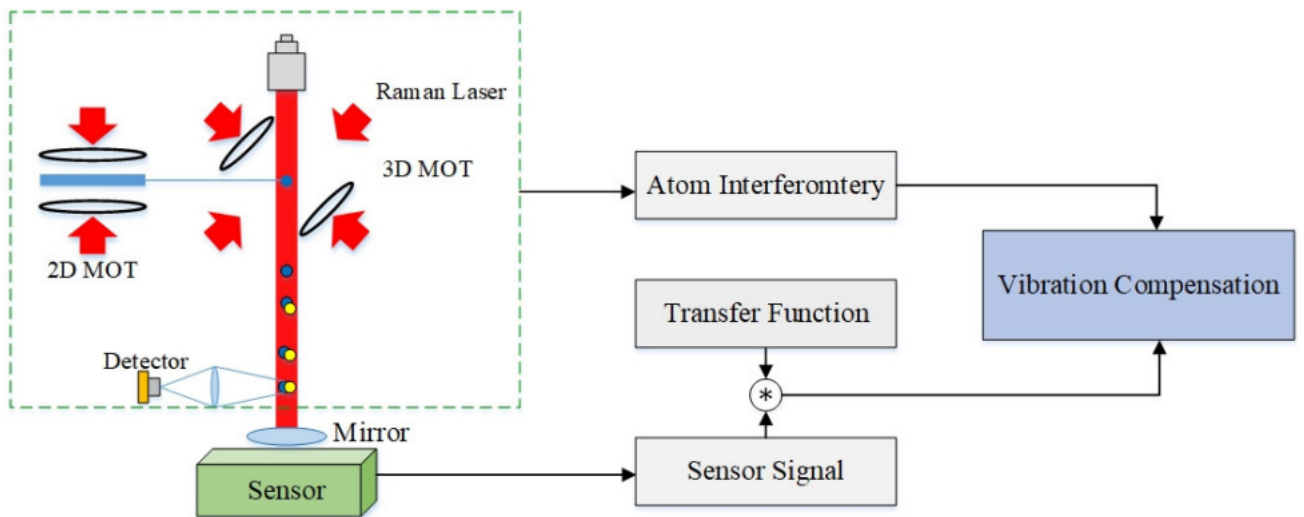 Raman Laser
3D MOT
2D MOT
Detector
Mirror
Sensor
Atom Interferomtery
Transfer Function
*
Sensor Signal
Vibration Compensation